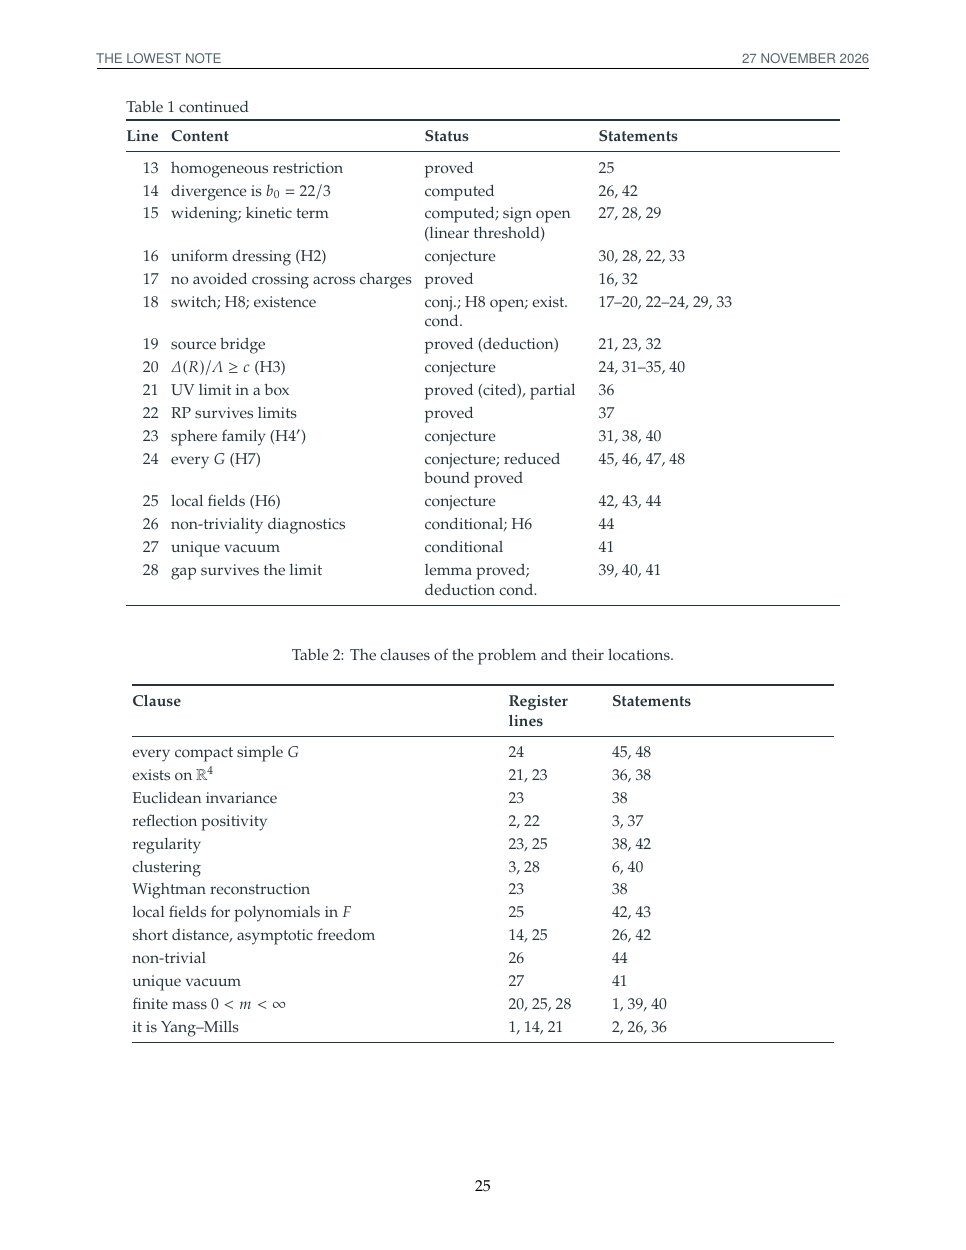 THE LOWEST NOTE 27 NOVEMBER 2026
Table 1 continued
Line Content Status Statements
13 homogeneous restriction proved 25
14 divergence is b₀ = 22/3 computed 26, 42
15 widening; kinetic term computed; sign open 27, 28, 29
(linear threshold)
16 uniform dressing (H2) conjecture 30, 28, 22, 33
17 no avoided crossing across charges proved 16, 32
18 switch; H8; existence conj.; H8 open; exist. 17–20, 22–24, 29, 33
cond.
19 source bridge proved (deduction) 21, 23, 32
20 Δ(R)/Λ ≥ c (H3) conjecture 24, 31–35, 40
21 UV limit in a box proved (cited), partial 36
22 RP survives limits proved 37
23 sphere family (H4′) conjecture 31, 38, 40
24 every G (H7) conjecture; reduced 45, 46, 47, 48
bound proved
25 local fields (H6) conjecture 42, 43, 44
26 non-triviality diagnostics conditional; H6 44
27 unique vacuum conditional 41
28 gap survives the limit lemma proved; 39, 40, 41
deduction cond.
Table 2: The clauses of the problem and their locations.
Clause Register Statements
lines
every compact simple G 24 45, 48
exists on ℝ⁴ 21, 23 36, 38
Euclidean invariance 23 38
reflection positivity 2, 22 3, 37
regularity 23, 25 38, 42
clustering 3, 28 6, 40
Wightman reconstruction 23 38
local fields for polynomials in F 25 42, 43
short distance, asymptotic freedom 14, 25 26, 42
non-trivial 26 44
unique vacuum 27 41
finite mass 0 < m < ∞ 20, 25, 28 1, 39, 40
it is Yang–Mills 1, 14, 21 2, 26, 36
25